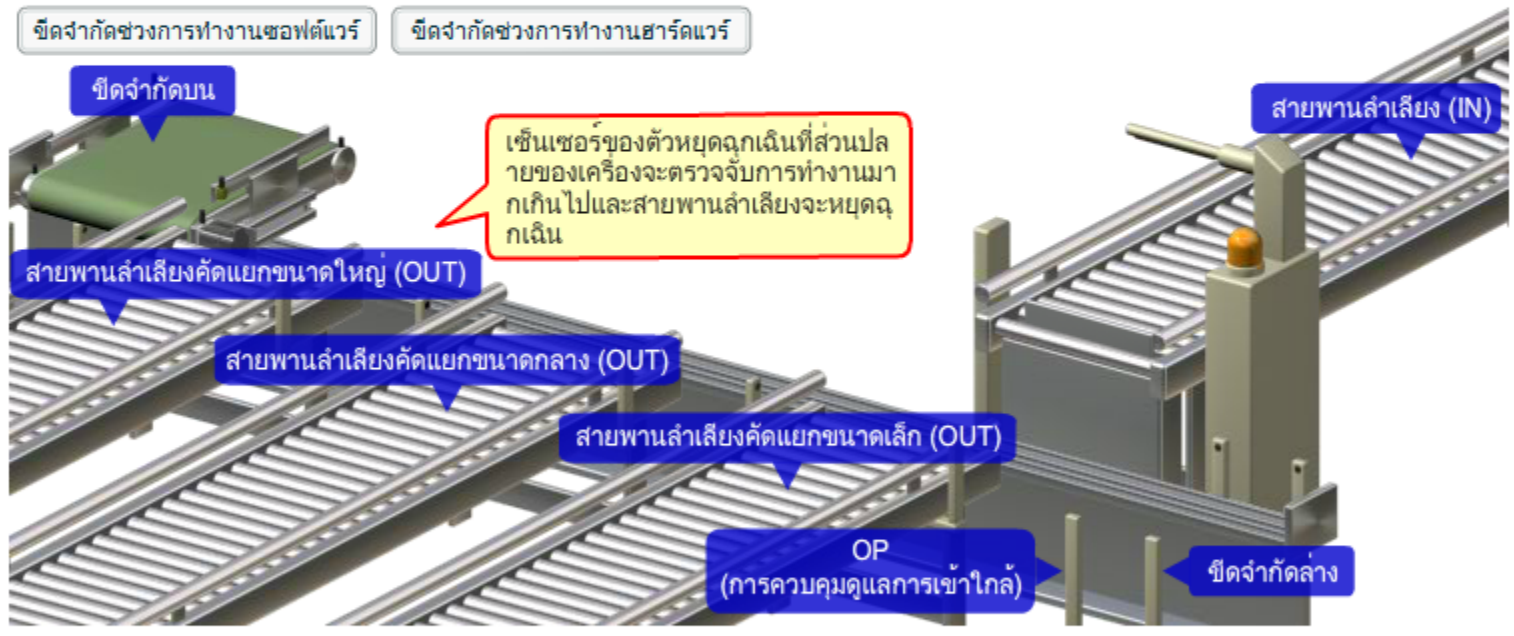 ขีดจำกัดช่วงการทำงานซอฟต์แวร์
ขีดจำกัดช่วงการทำงานฮาร์ดแวร์
ขีดจำกัดบน
สายพานลำเลียง (IN)
เซ็นเซอร์ของตัวหยุดฉุกเฉินที่ส่วนปล
ายของเครื่องจะตรวจจับการทำงานมา
กเกินไปและสายพานลำเลียงจะหยุดฉุ
กเฉิน
สายพานลำเลียงคัดแยกขนาดใหญ่ (OUT)
สายพานลำเลียงคัดแยกขนาดกลาง (OUT)
สายพานลำเลียงคัดแยกขนาดเล็ก (OUT)
OP
(การควบคุมดูแลการเข้าใกล้)
ขีดจำกัดล่าง